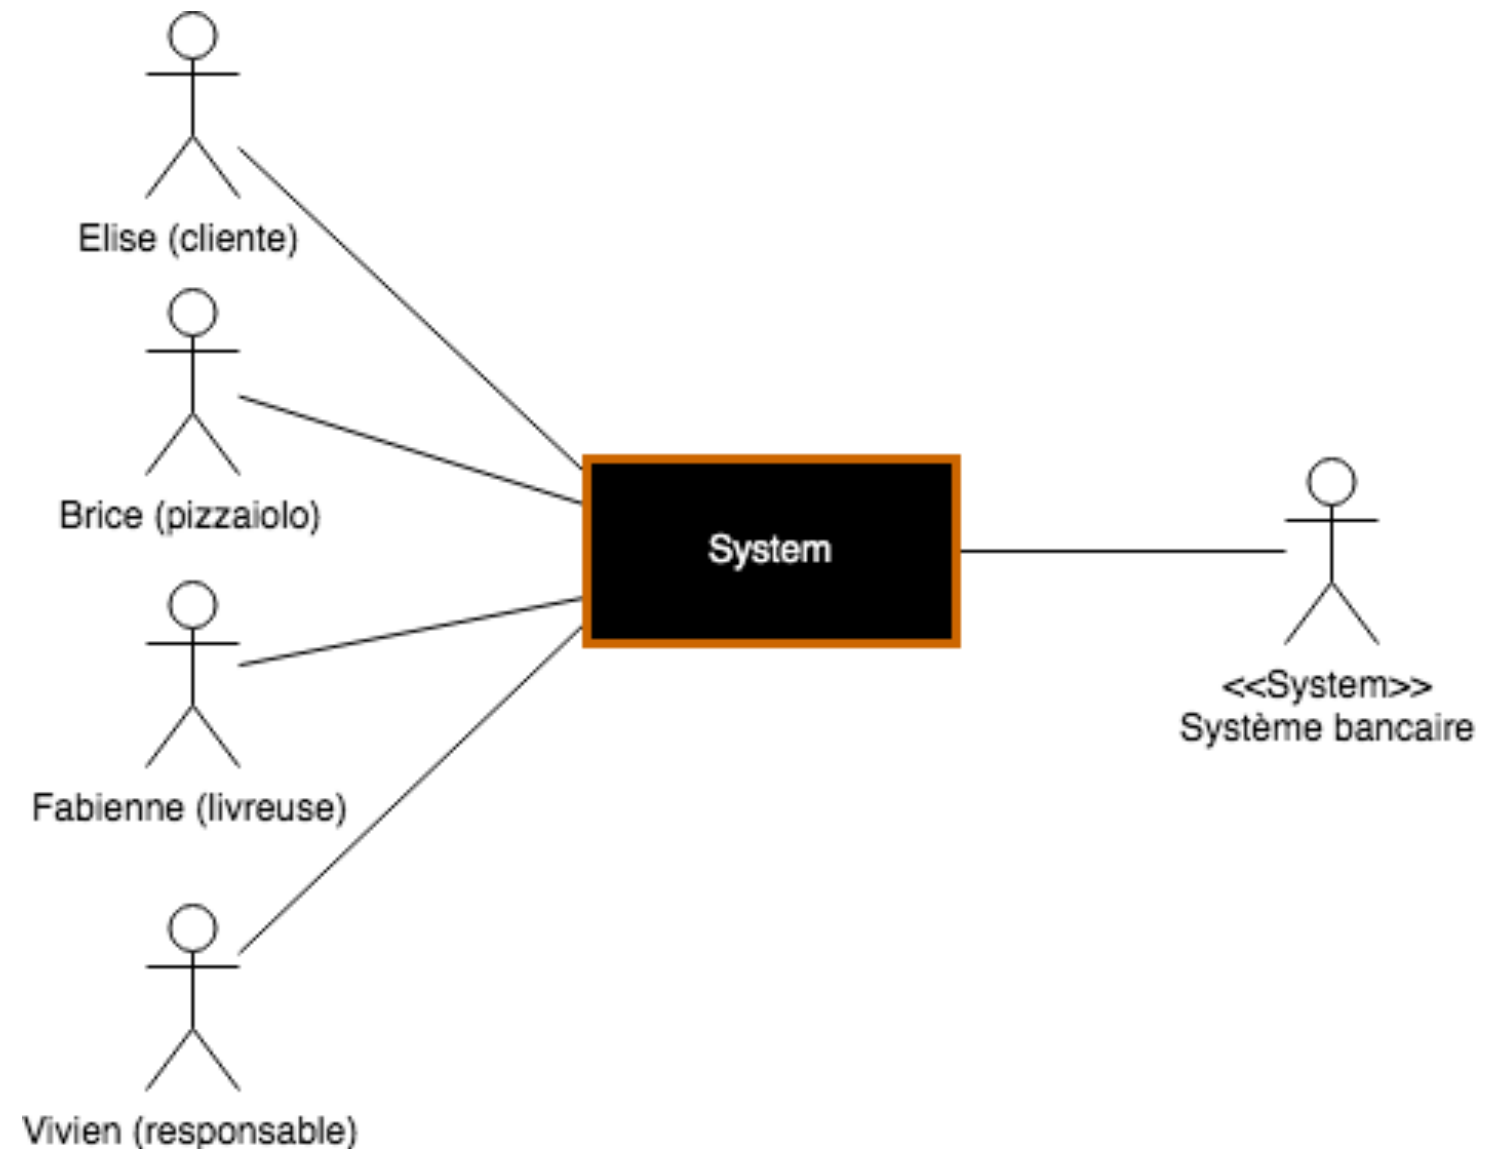 Elise (cliente)
Brice (pizzaiolo)
System
<<System>>
Système bancaire
Fabienne (livreuse)
Vivien (responsable)